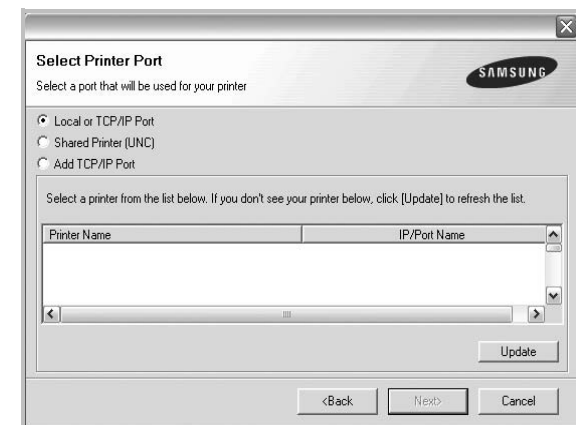 Select Printer Port
Select a port that will be used for your printer
SAMSUNG
Local or TCP/IP Port
Shared Printer (UNC)
Add TCP/IP Port
Select a printer from the list below. If you don't see your printer below, click [Update] to refresh the list.
Printer Name IP/Port Name
Update
<Back Next> Cancel